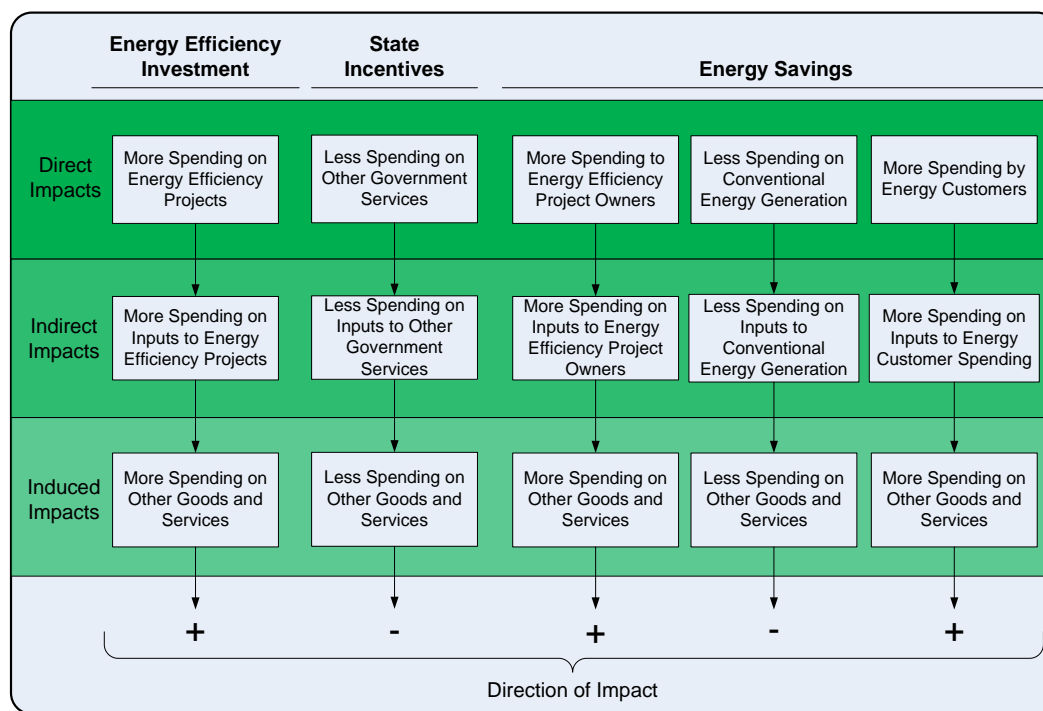 Energy Efficiency
Investment
State
Incentives
Energy Savings
Direct
Impacts
More Spending on
Energy Efficiency
Projects
Less Spending on
Other Government
Services
More Spending to
Energy Efficiency
Project Owners
Less Spending on
Conventional
Energy Generation
More Spending by
Energy Customers
Indirect
Impacts
More Spending on
Inputs to Energy
Efficiency Projects
Less Spending on
Inputs to Other
Government
Services
More Spending on
Inputs to Energy
Efficiency Project
Owners
Less Spending on
Inputs to
Conventional
Energy Generation
More Spending on
Inputs to Energy
Customer Spending
Induced
Impacts
More Spending on
Other Goods and
Services
Less Spending on
Other Goods and
Services
More Spending on
Other Goods and
Services
Less Spending on
Other Goods and
Services
More Spending on
Other Goods and
Services
+ - + - +
Direction of Impact